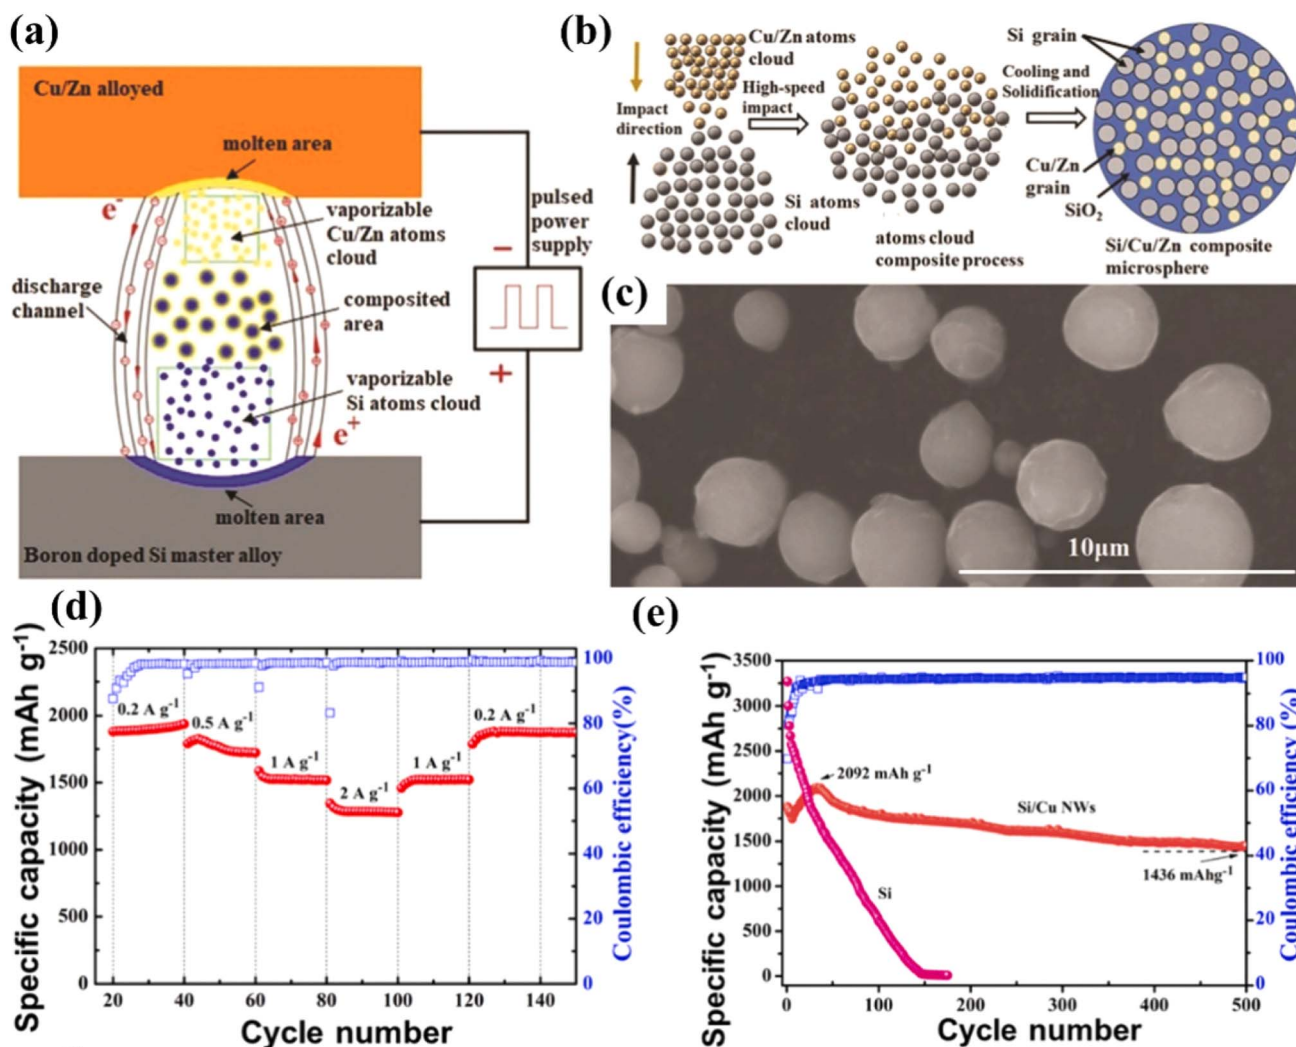 (a)
Cu/Zn alloyed
molten area
e⁻
vaporizable
Cu/Zn atoms
cloud
discharge
channel
composited
area
vaporizable
Si atoms cloud
e⁺
molten area
Boron doped Si master alloy
pulsed
power
supply
−
+
(b)
Cu/Zn atoms
cloud
Impact
direction
High-speed
impact
Si atoms
cloud
atoms cloud
composite process
Si grain
Cooling and
Solidification
Cu/Zn
grain
SiO₂
Si/Cu/Zn composite
microsphere
(c)
10μm
(d)
Specific capacity (mAh g⁻¹)
2500
2000
1500
1000
500
0
0.2 A g⁻¹
0.5 A g⁻¹
1 A g⁻¹
2 A g⁻¹
1 A g⁻¹
0.2 A g⁻¹
100
80
60
40
20
0
Coulombic efficiency(%)
20 40 60 80 100 120 140
Cycle number
(e)
Specific capacity (mAh g⁻¹)
3500
3000
2500
2000
1500
1000
500
0
2092 mAh g⁻¹
Si/Cu NWs
Si
1436 mAhg⁻¹
100
80
60
40
20
0
Coulombic efficiency (%)
0 100 200 300 400 500
Cycle number